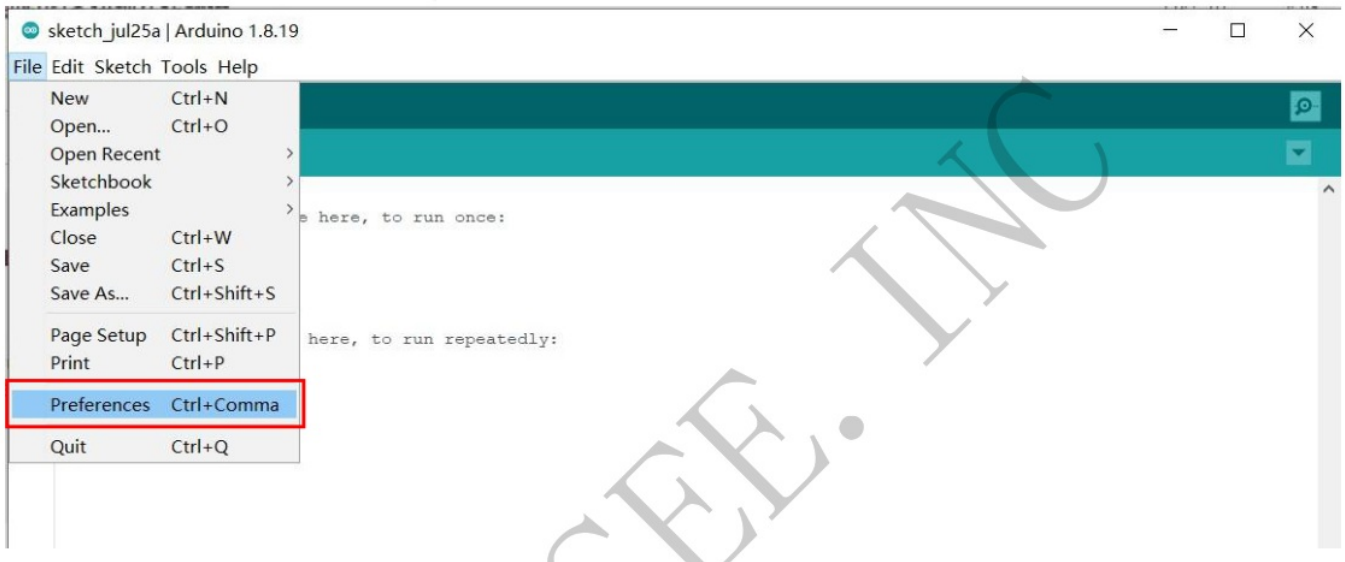 sketch_jul25a | Arduino 1.8.19
File Edit Sketch Tools Help
New Ctrl+N
Open... Ctrl+O
Open Recent
Sketchbook
Examples
here, to run once:
Close Ctrl+W
Save Ctrl+S
Save As... Ctrl+Shift+S
Page Setup Ctrl+Shift+P
here, to run repeatedly:
Print Ctrl+P
Preferences Ctrl+Comma
Quit Ctrl+Q
EE. INC